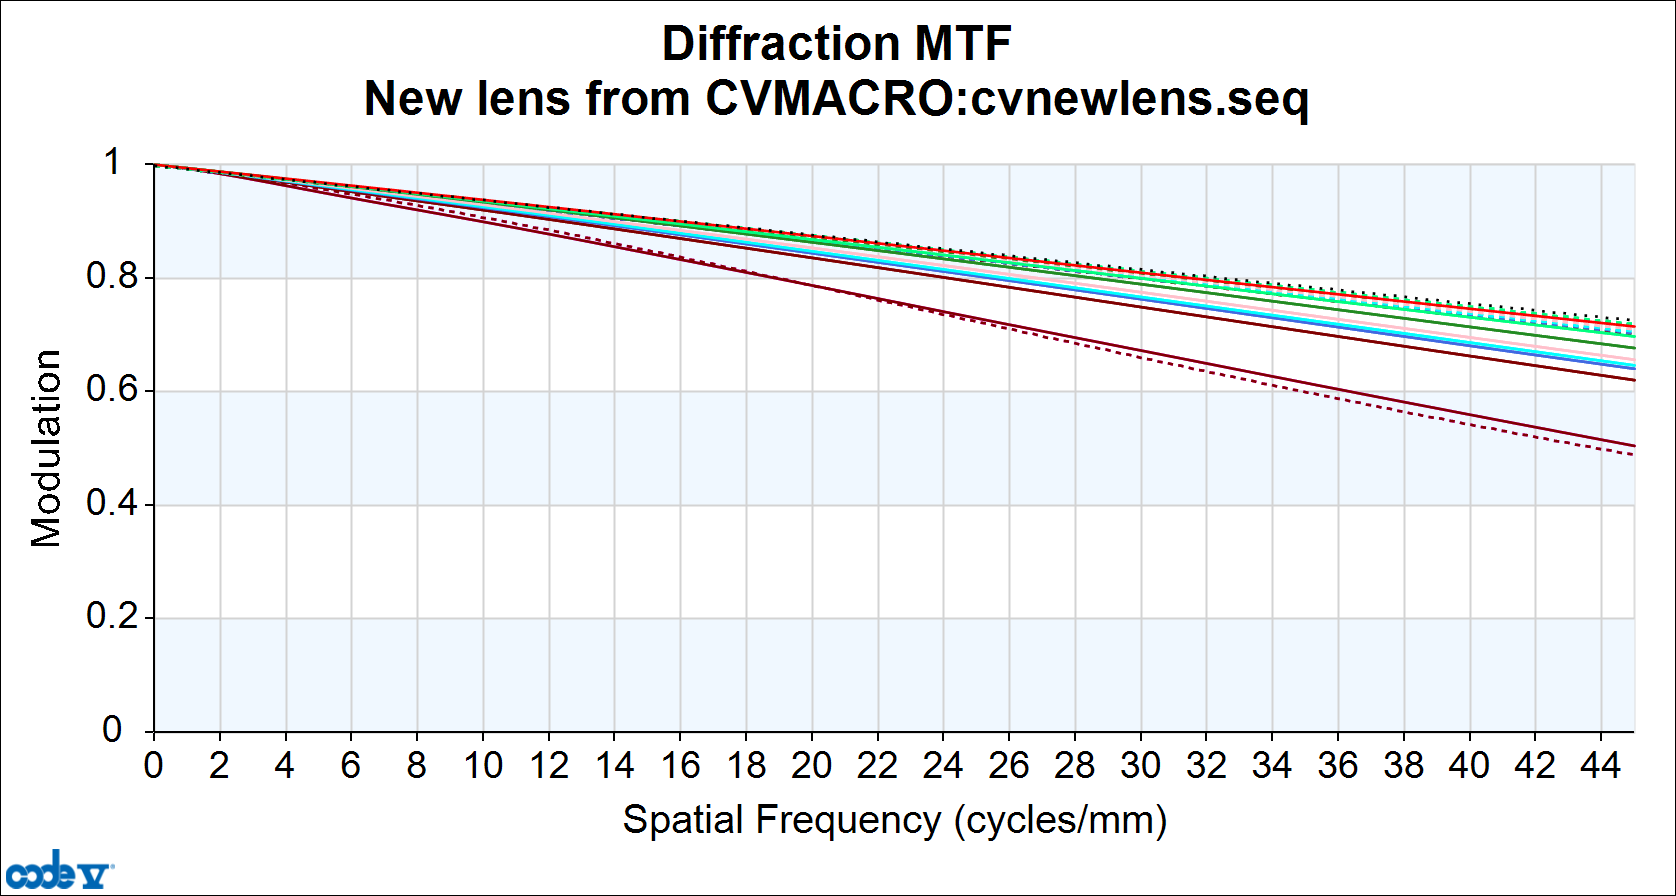 Diffraction MTF
New lens from CVMACRO:cvnewlens.seq
1
0.8
0.6
0.4
0.2
0
Modulation
0 2 4 6 8 10 12 14 16 18 20 22 24 26 28 30 32 34 36 38 40 42 44
Spatial Frequency (cycles/mm)
code V